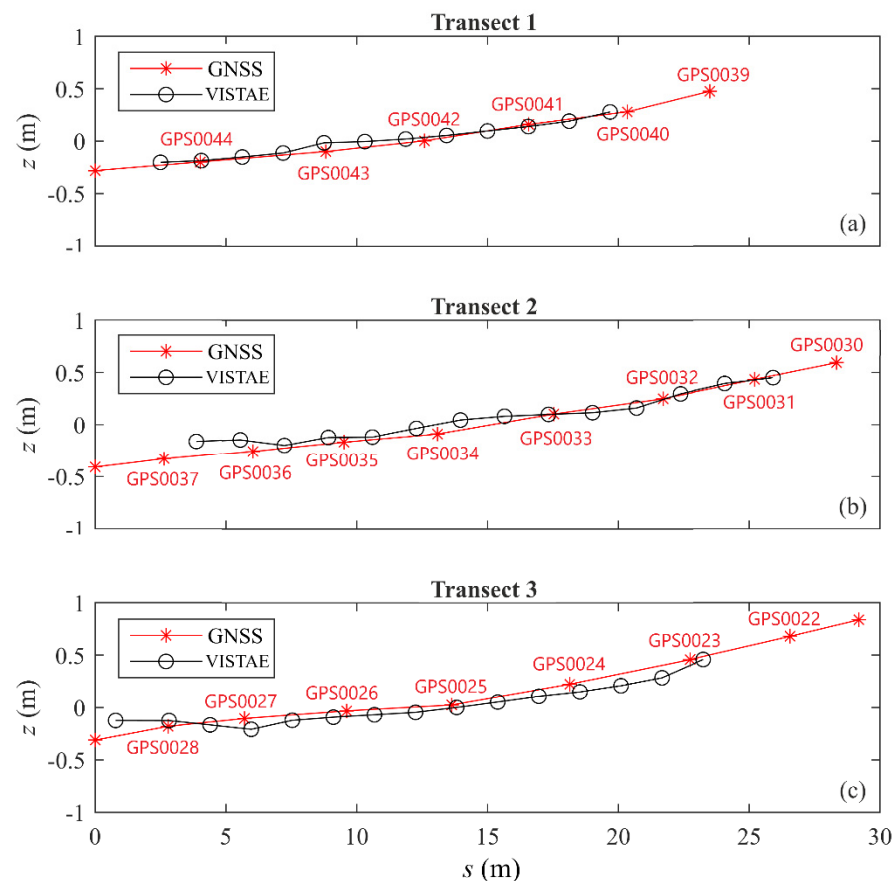 Transect 1
1
0.5
0
-0.5
-1
z (m)
GNSS
VISTAE
GPS0044
GPS0043
GPS0042
GPS0041
GPS0040
GPS0039
(a)
Transect 2
1
0.5
0
-0.5
-1
z (m)
GNSS
VISTAE
GPS0037
GPS0036
GPS0035
GPS0034
GPS0033
GPS0032
GPS0031
GPS0030
(b)
Transect 3
1
0.5
0
-0.5
-1
z (m)
GNSS
VISTAE
GPS0028
GPS0027
GPS0026
GPS0025
GPS0024
GPS0023
GPS0022
(c)
0 5 10 15 20 25 30
s (m)